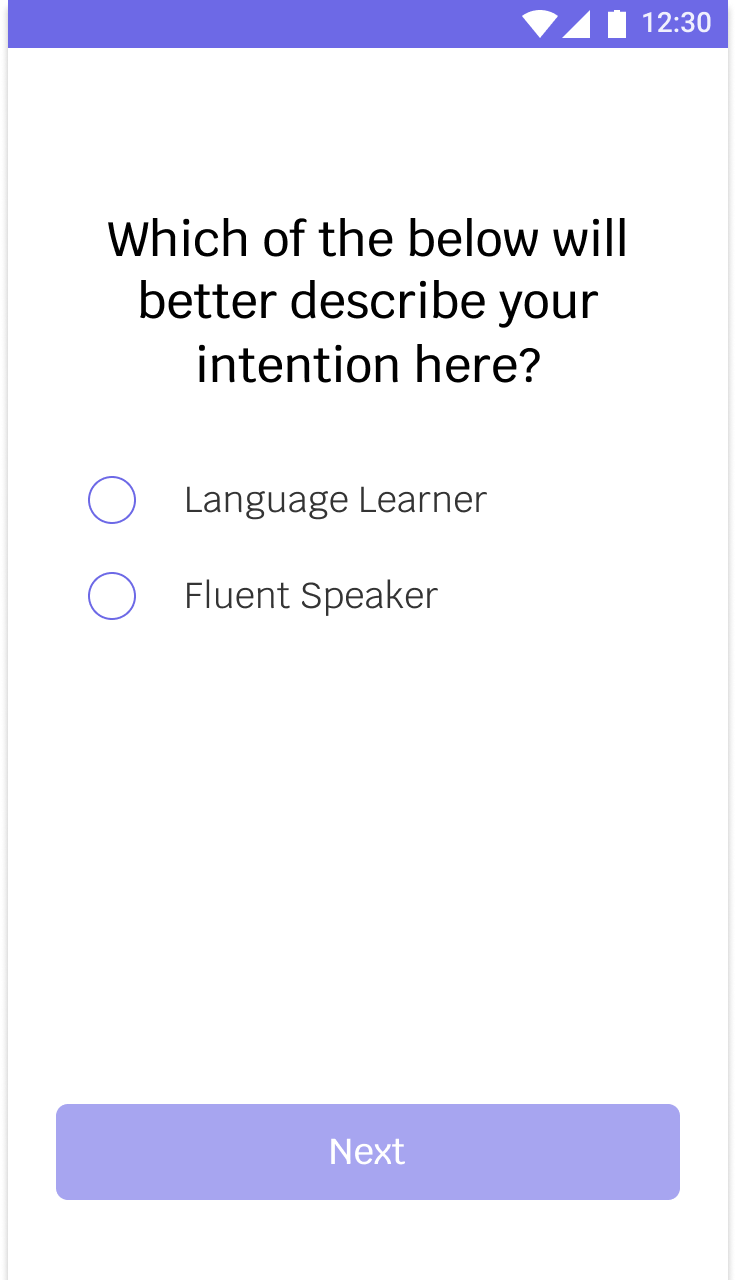 12:30
Which of the below will
better describe your
intention here?
Language Learner
Fluent Speaker
Next